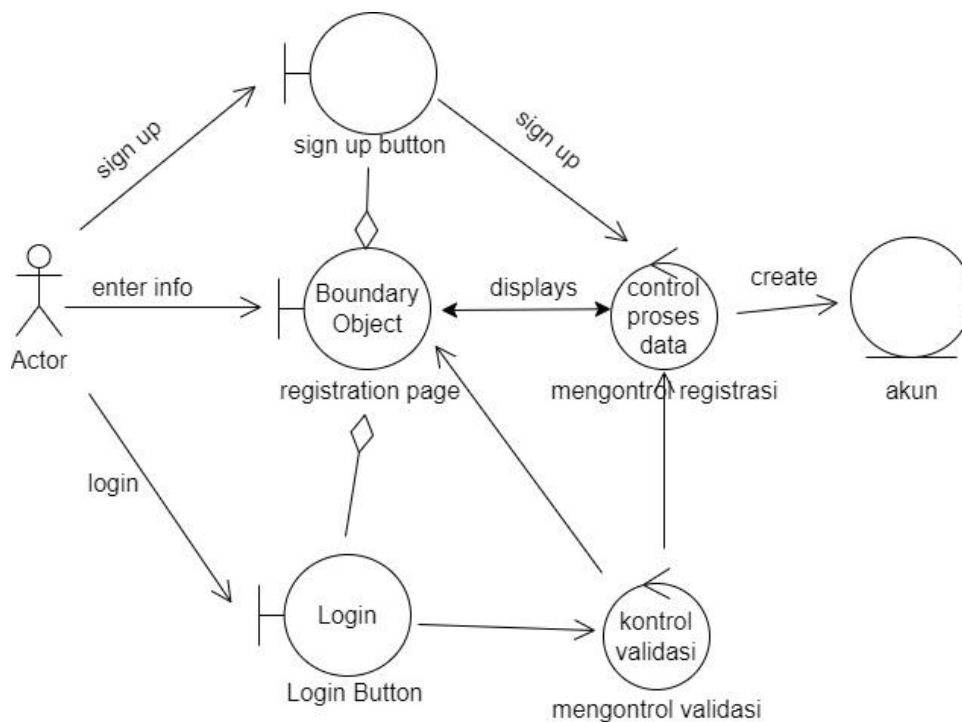 sign up button
sign up
sign up
Actor
enter info
Boundary
Object
registration page
displays
control
proses
data
mengontrol registrasi
create
akun
login
Login
Login Button
kontrol
validasi
mengontrol validasi